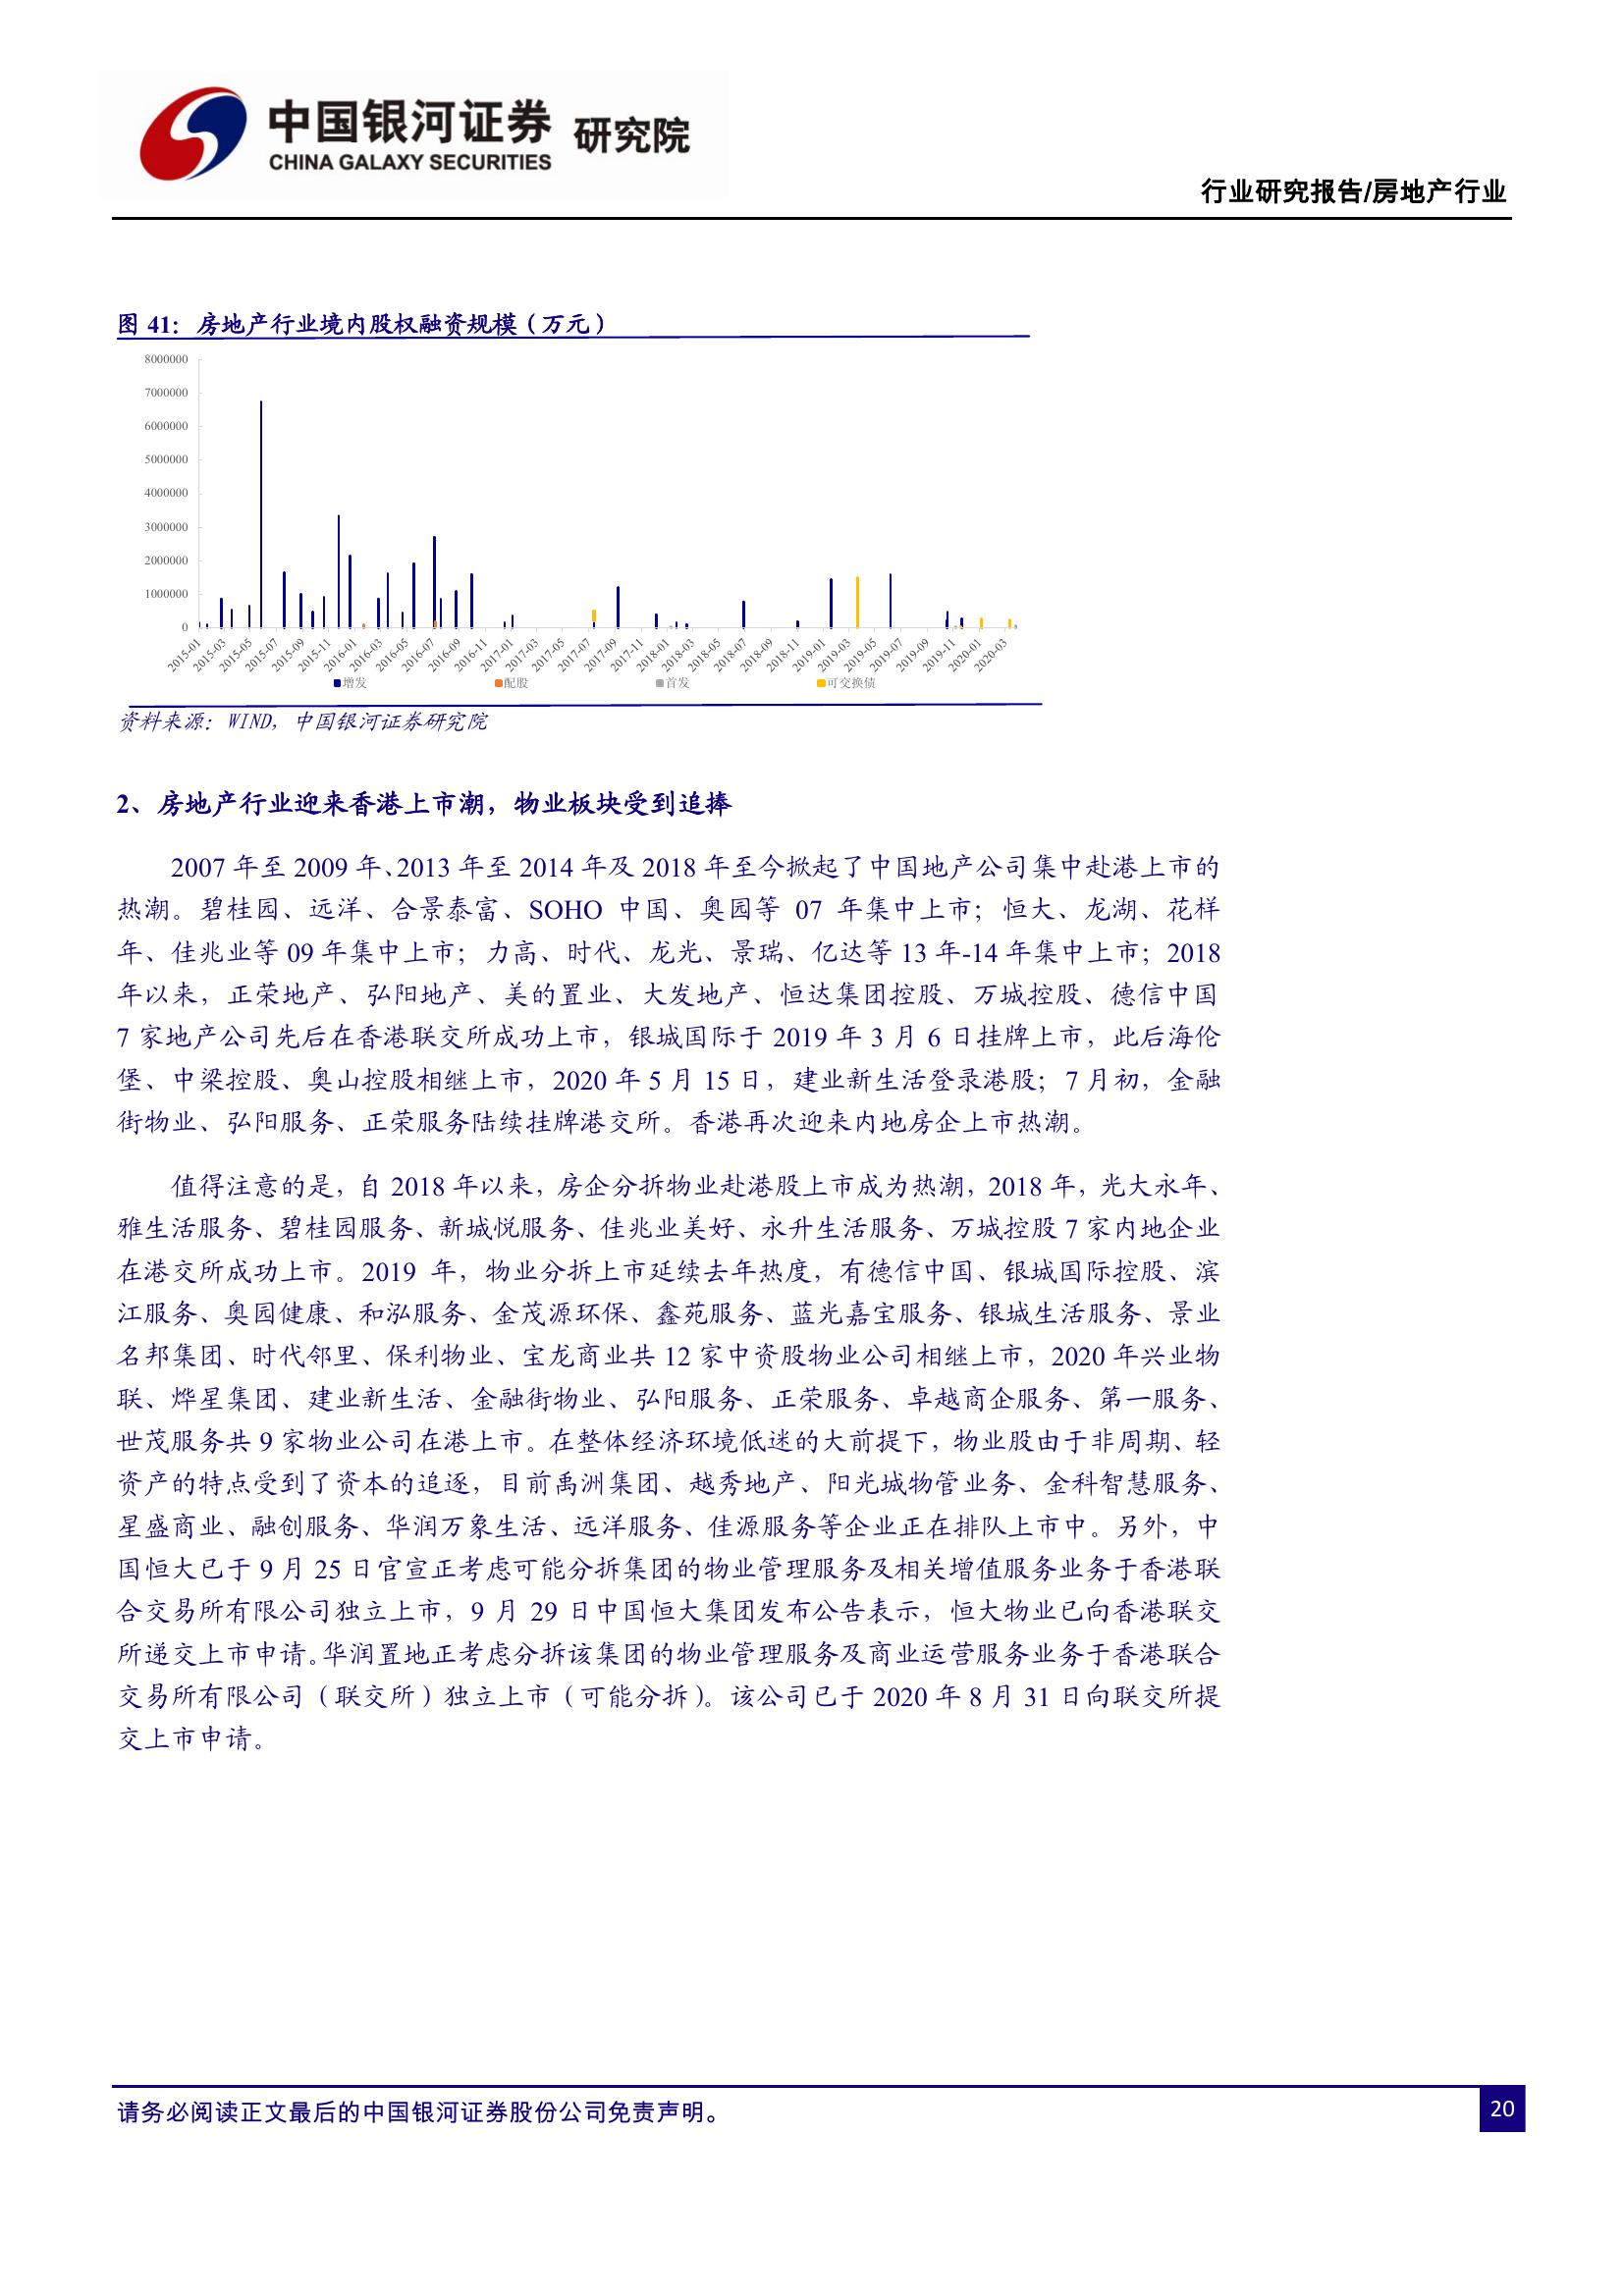 中国银河证券 研究院
CHINA GALAXY SECURITIES
行业研究报告/房地产行业
图 41：房地产行业境内股权融资规模（万元）
8000000
7000000
6000000
5000000
4000000
3000000
2000000
1000000
0
2015-01 2015-03 2015-05 2015-07 2015-09 2015-11 2016-01 2016-03 2016-05 2016-07 2016-09 2016-11 2017-01 2017-03 2017-05 2017-07 2017-09 2017-11 2018-01 2018-03 2018-05 2018-07 2018-09 2018-11 2019-01 2019-03 2019-05 2019-07 2019-09 2019-11 2020-01 2020-03
增发 配股 首发 可交换债
资料来源：WIND，中国银河证券研究院
2、房地产行业迎来香港上市潮，物业板块受到追捧
2007 年至 2009 年、2013 年至 2014 年及 2018 年至今掀起了中国地产公司集中赴港上市的
热潮。碧桂园、远洋、合景泰富、SOHO 中国、奥园等 07 年集中上市；恒大、龙湖、花样
年、佳兆业等 09 年集中上市；力高、时代、龙光、景瑞、亿达等 13 年-14 年集中上市；2018
年以来，正荣地产、弘阳地产、美的置业、大发地产、恒达集团控股、万城控股、德信中国
7 家地产公司先后在香港联交所成功上市，银城国际于 2019 年 3 月 6 日挂牌上市，此后海伦
堡、中梁控股、奥山控股相继上市，2020 年 5 月 15 日，建业新生活登录港股；7 月初，金融
街物业、弘阳服务、正荣服务陆续挂牌港交所。香港再次迎来内地房企上市热潮。
值得注意的是，自 2018 年以来，房企分拆物业赴港股上市成为热潮，2018 年，光大永年、
雅生活服务、碧桂园服务、新城悦服务、佳兆业美好、永升生活服务、万城控股 7 家内地企业
在港交所成功上市。2019 年，物业分拆上市延续去年热度，有德信中国、银城国际控股、滨
江服务、奥园健康、和泓服务、金茂源环保、鑫苑服务、蓝光嘉宝服务、银城生活服务、景业
名邦集团、时代邻里、保利物业、宝龙商业共 12 家中资股物业公司相继上市，2020 年兴业物
联、烨星集团、建业新生活、金融街物业、弘阳服务、正荣服务、卓越商企服务、第一服务、
世茂服务共 9 家物业公司在港上市。在整体经济环境低迷的大前提下，物业股由于非周期、轻
资产的特点受到了资本的追逐，目前禹洲集团、越秀地产、阳光城物管业务、金科智慧服务、
星盛商业、融创服务、华润万象生活、远洋服务、佳源服务等企业正在排队上市中。另外，中
国恒大已于 9 月 25 日官宣正考虑可能分拆集团的物业管理服务及相关增值服务业务于香港联
合交易所有限公司独立上市，9 月 29 日中国恒大集团发布公告表示，恒大物业已向香港联交
所递交上市申请。华润置地正考虑分拆该集团的物业管理服务及商业运营服务业务于香港联合
交易所有限公司（联交所）独立上市（可能分拆）。该公司已于 2020 年 8 月 31 日向联交所提
交上市申请。
请务必阅读正文最后的中国银河证券股份公司免责声明。
20